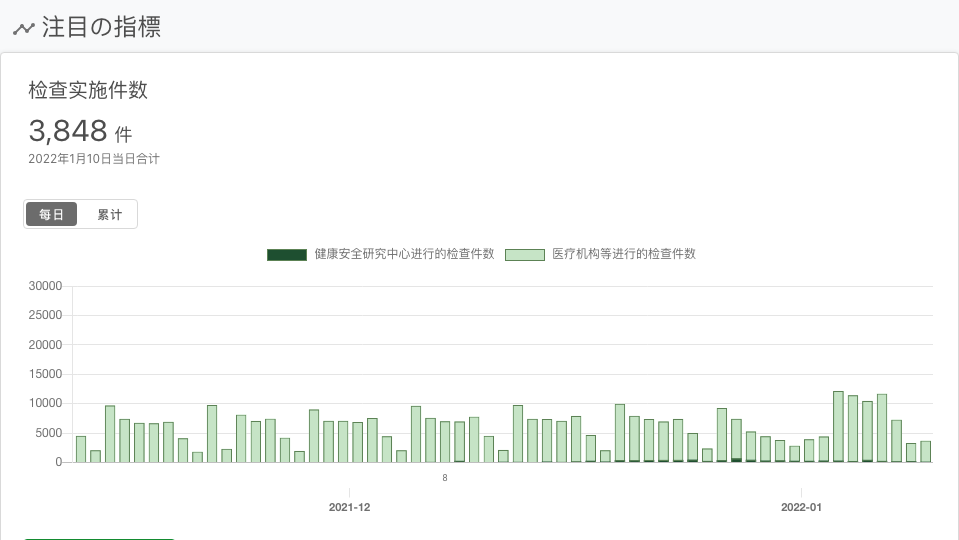 注目の指標
检查实施件数
3,848 件
2022年1月10日当日合计
每日 累计
健康安全研究中心进行的检查件数 医疗机构等进行的检查件数
30000
25000
20000
15000
10000
5000
0
8
2021-12 2022-01